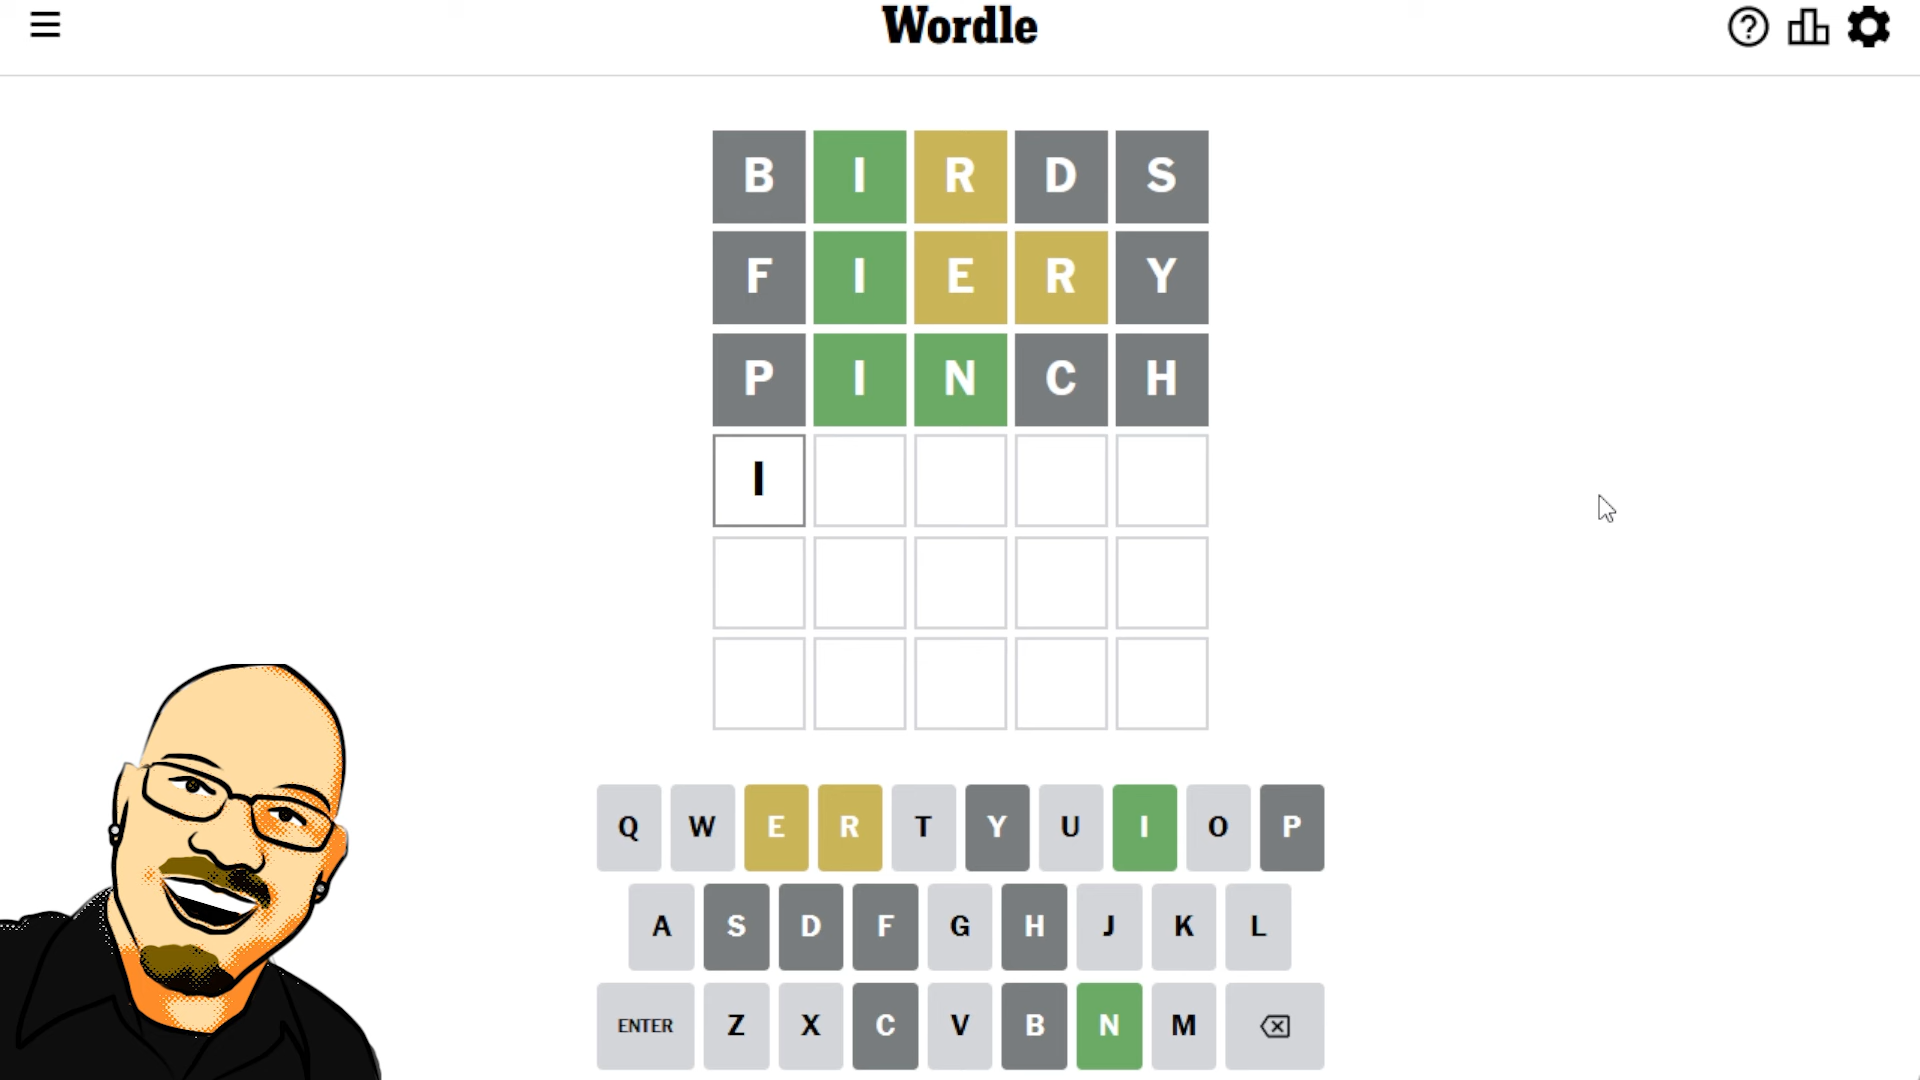 Wordle
B I R D S
F I E R Y
P I N C H
I
Q W E R T Y U I O P
A S D F G H J K L
ENTER Z X C V B N M